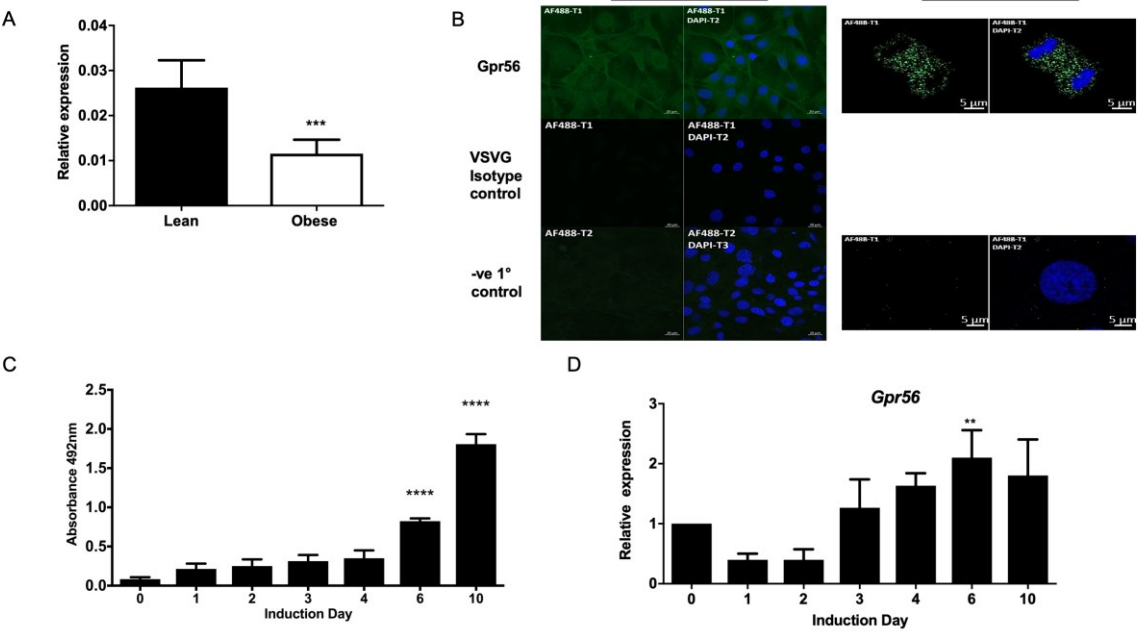 A
Relative expression
0.04
0.03
0.02
0.01
0.00
***
Lean
Obese
B
Gpr56
VSVG
Isotype
control
-ve 1°
control
AF488-T1
AF488-T1
DAPI-T2
AF488-T1
AF488-T1
DAPI-T2
AF488-T2
AF488-T2
DAPI-T3
AF488-T1
AF488-T1
DAPI-T2
5 µm
5 µm
AF488-T1
AF488-T1
DAPI-T2
5 µm
5 µm
C
Absorbance 492nm
2.5
2.0
1.5
1.0
0.5
0.0
****
****
0 1 2 3 4 6 10
Induction Day
D
Gpr56
Relative expression
3
2
1
0
**
0 1 2 3 4 6 10
Induction Day